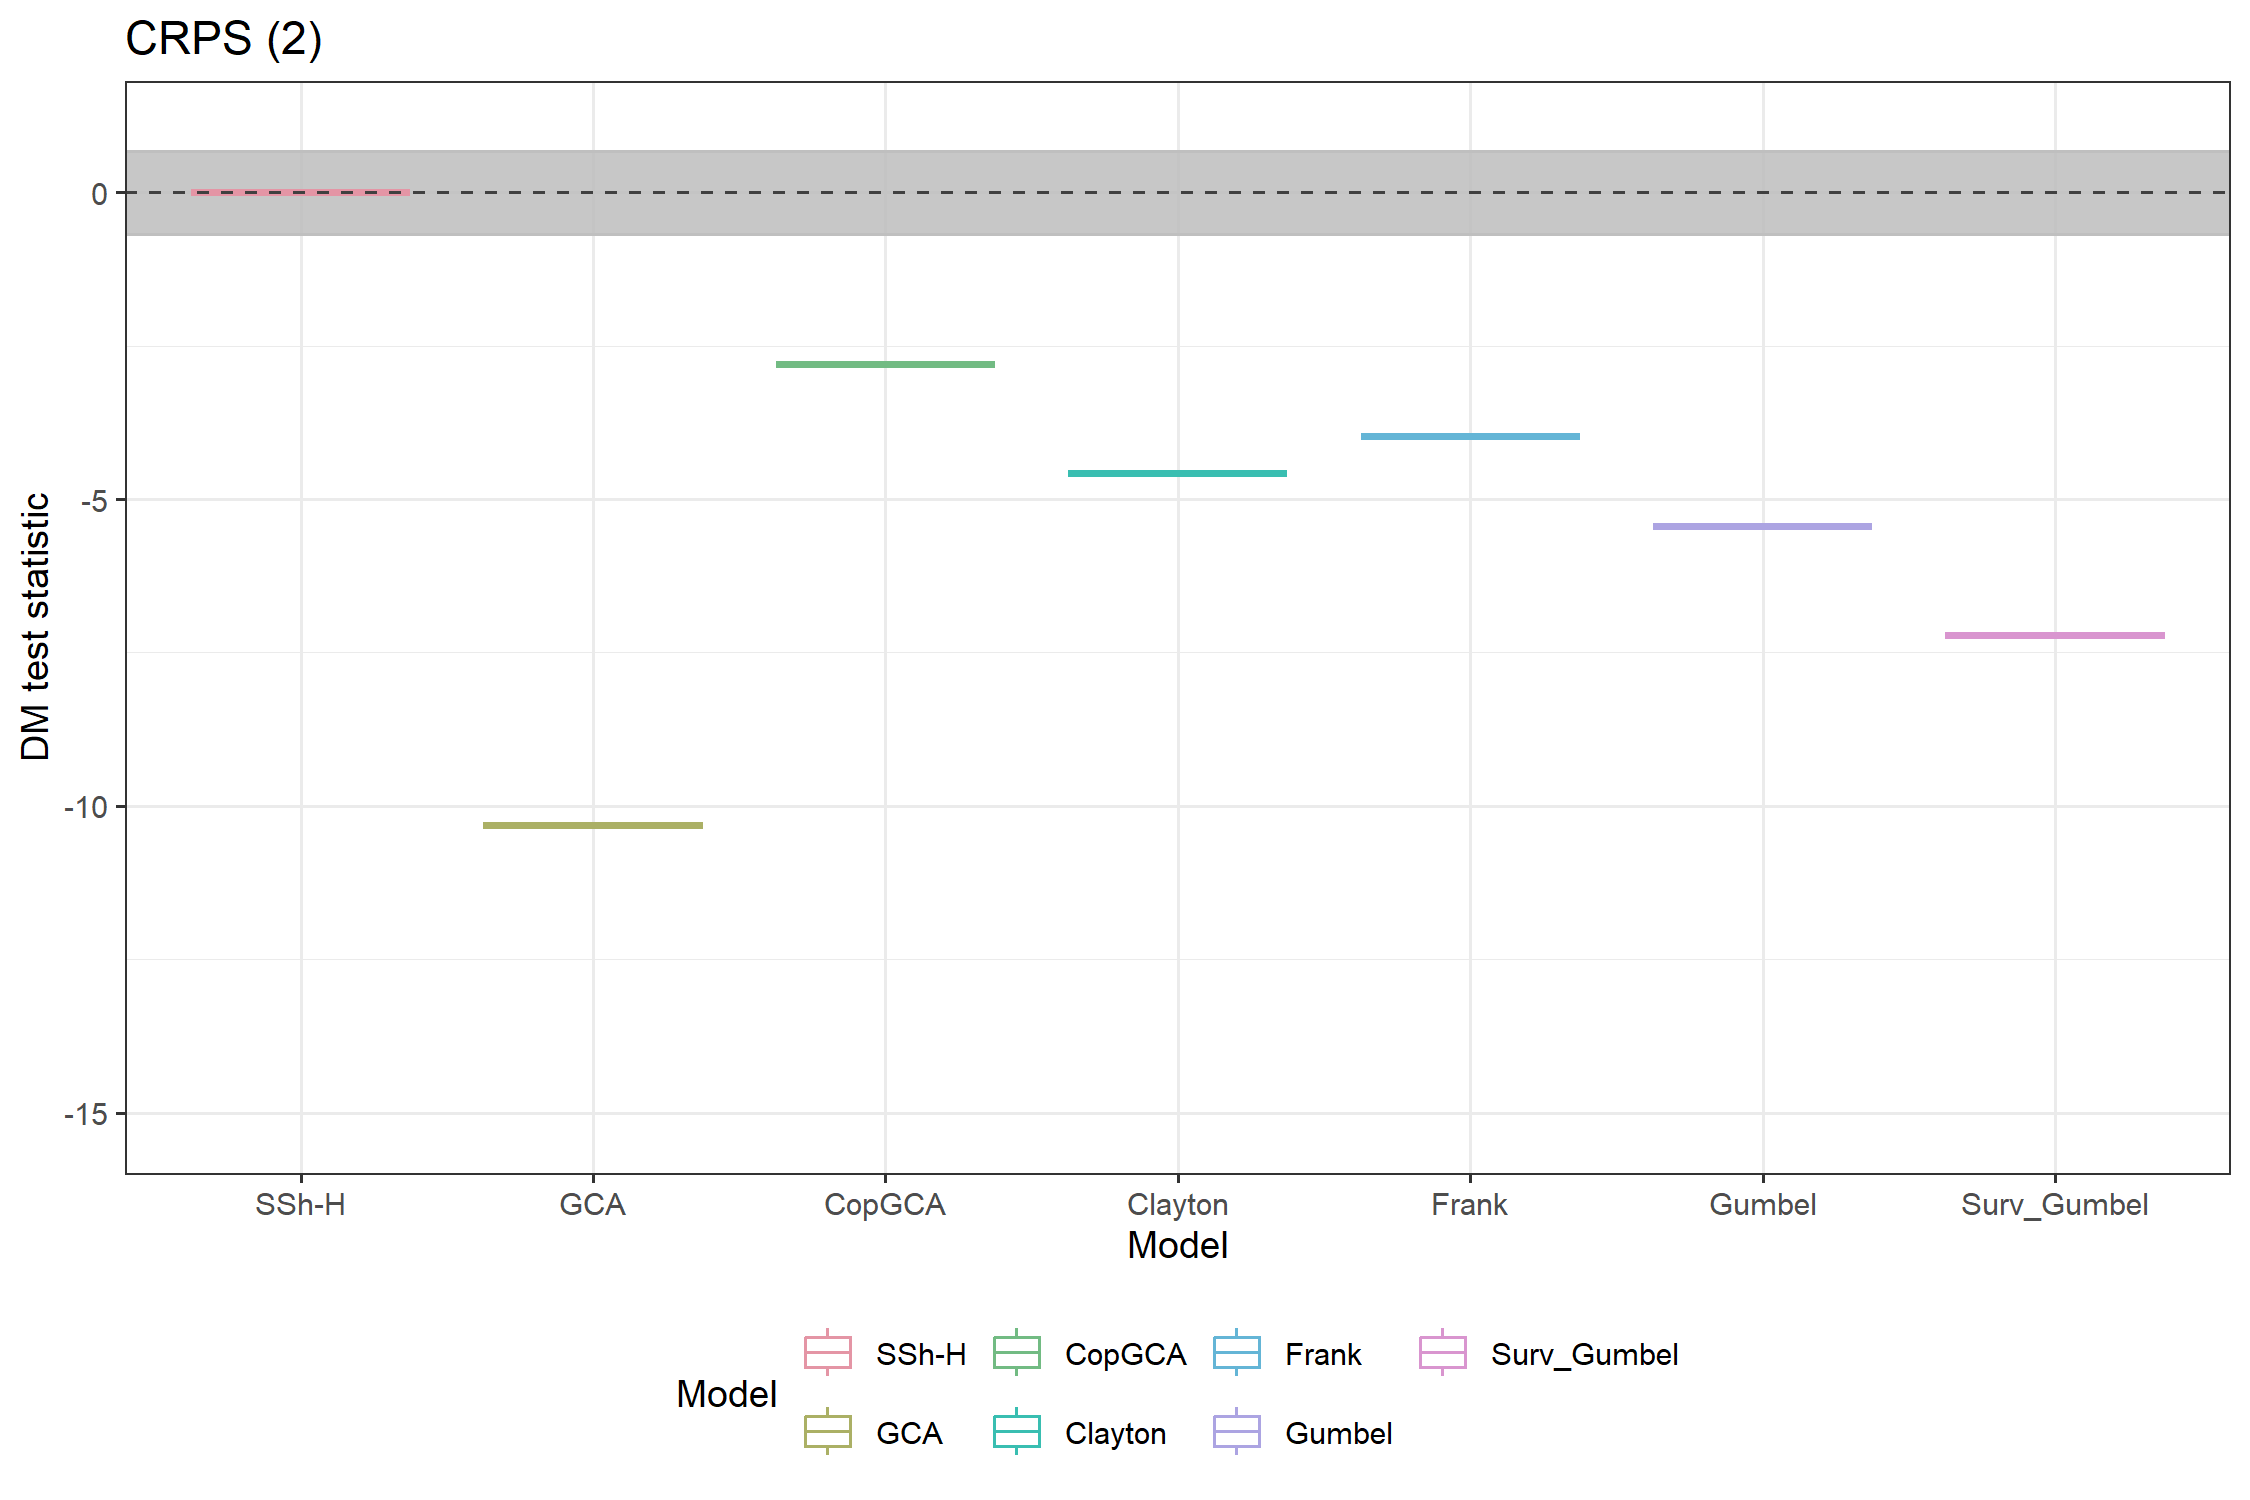 CRPS (2)
DM test statistic
0
-5
-10
-15
SSh-H GCA CopGCA Clayton Frank Gumbel Surv_Gumbel
Model
Model
SSh-H CopGCA Frank Surv_Gumbel
GCA Clayton Gumbel